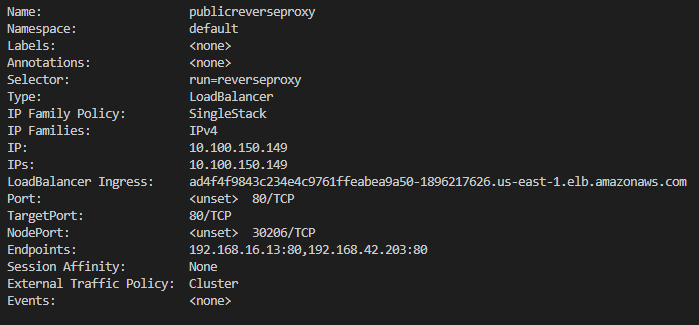 Name: publicreverseproxy
Namespace: default
Labels: <none>
Annotations: <none>
Selector: run=reverseproxy
Type: LoadBalancer
IP Family Policy: SingleStack
IP Families: IPv4
IP: 10.100.150.149
IPs: 10.100.150.149
LoadBalancer Ingress: ad4f4f9843c234e4c9761ffeabea9a50-1896217626.us-east-1.elb.amazonaws.com
Port: <unset> 80/TCP
TargetPort: 80/TCP
NodePort: <unset> 30206/TCP
Endpoints: 192.168.16.13:80,192.168.42.203:80
Session Affinity: None
External Traffic Policy: Cluster
Events: <none>